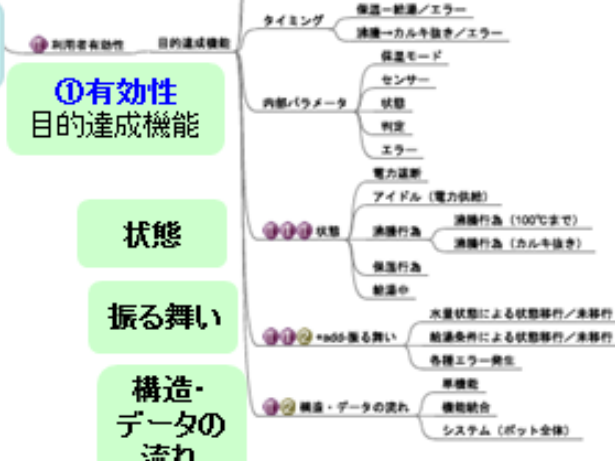 タイミング
保温ー給湯／エラー
沸騰→カルキ抜き／エラー
① 利用者有効性
目的達成機能
①有効性
目的達成機能
内部パラメータ
保温モード
センサー
状態
判定
エラー
状態
①①① 状態
電力遮断
アイドル（電力供給）
沸騰行為
沸騰行為（100℃まで）
沸騰行為（カルキ抜き）
保温行為
給湯中
振る舞い
①①② +add-振る舞い
水量状態による状態移行／未移行
給湯条件による状態移行／未移行
各種エラー発生
構造・
データの
流れ
①② 構造・データの流れ
単機能
機能統合
システム（ポット全体）